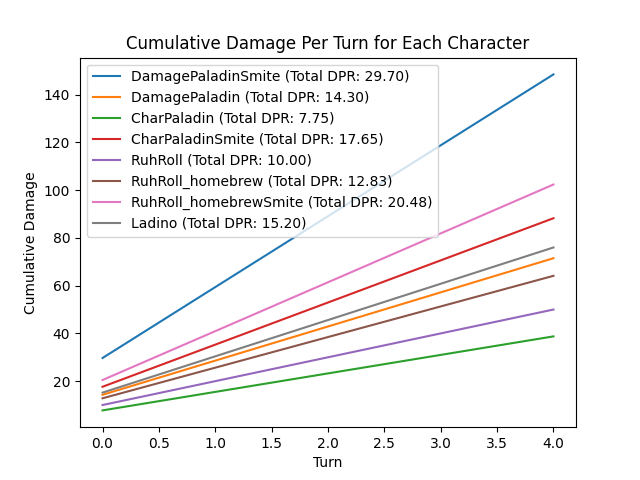 Cumulative Damage Per Turn for Each Character
DamagePaladinSmite (Total DPR: 29.70)
DamagePaladin (Total DPR: 14.30)
CharPaladin (Total DPR: 7.75)
CharPaladinSmite (Total DPR: 17.65)
RuhRoll (Total DPR: 10.00)
RuhRoll_homebrew (Total DPR: 12.83)
RuhRoll_homebrewSmite (Total DPR: 20.48)
Ladino (Total DPR: 15.20)
Cumulative Damage
140
120
100
80
60
40
20
0.0 0.5 1.0 1.5 2.0 2.5 3.0 3.5 4.0
Turn